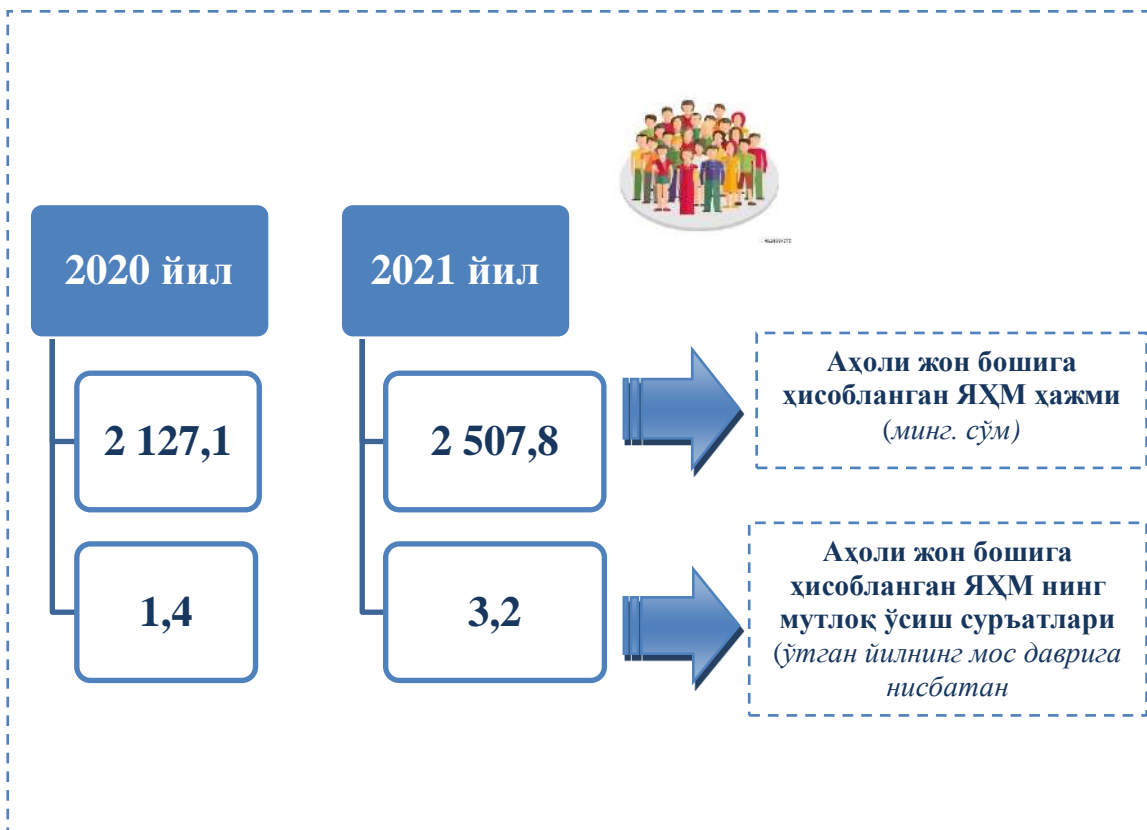 2020 йил
2021 йил
2 127,1
2 507,8
Аҳоли жон бошига
ҳисобланган ЯҲМ ҳажми
(минг. сўм)
1,4
3,2
Аҳоли жон бошига
ҳисобланган ЯҲМ нинг
мутлоқ ўсиш суръатлари
(ўтган йилнинг мос даврига
нисбатан